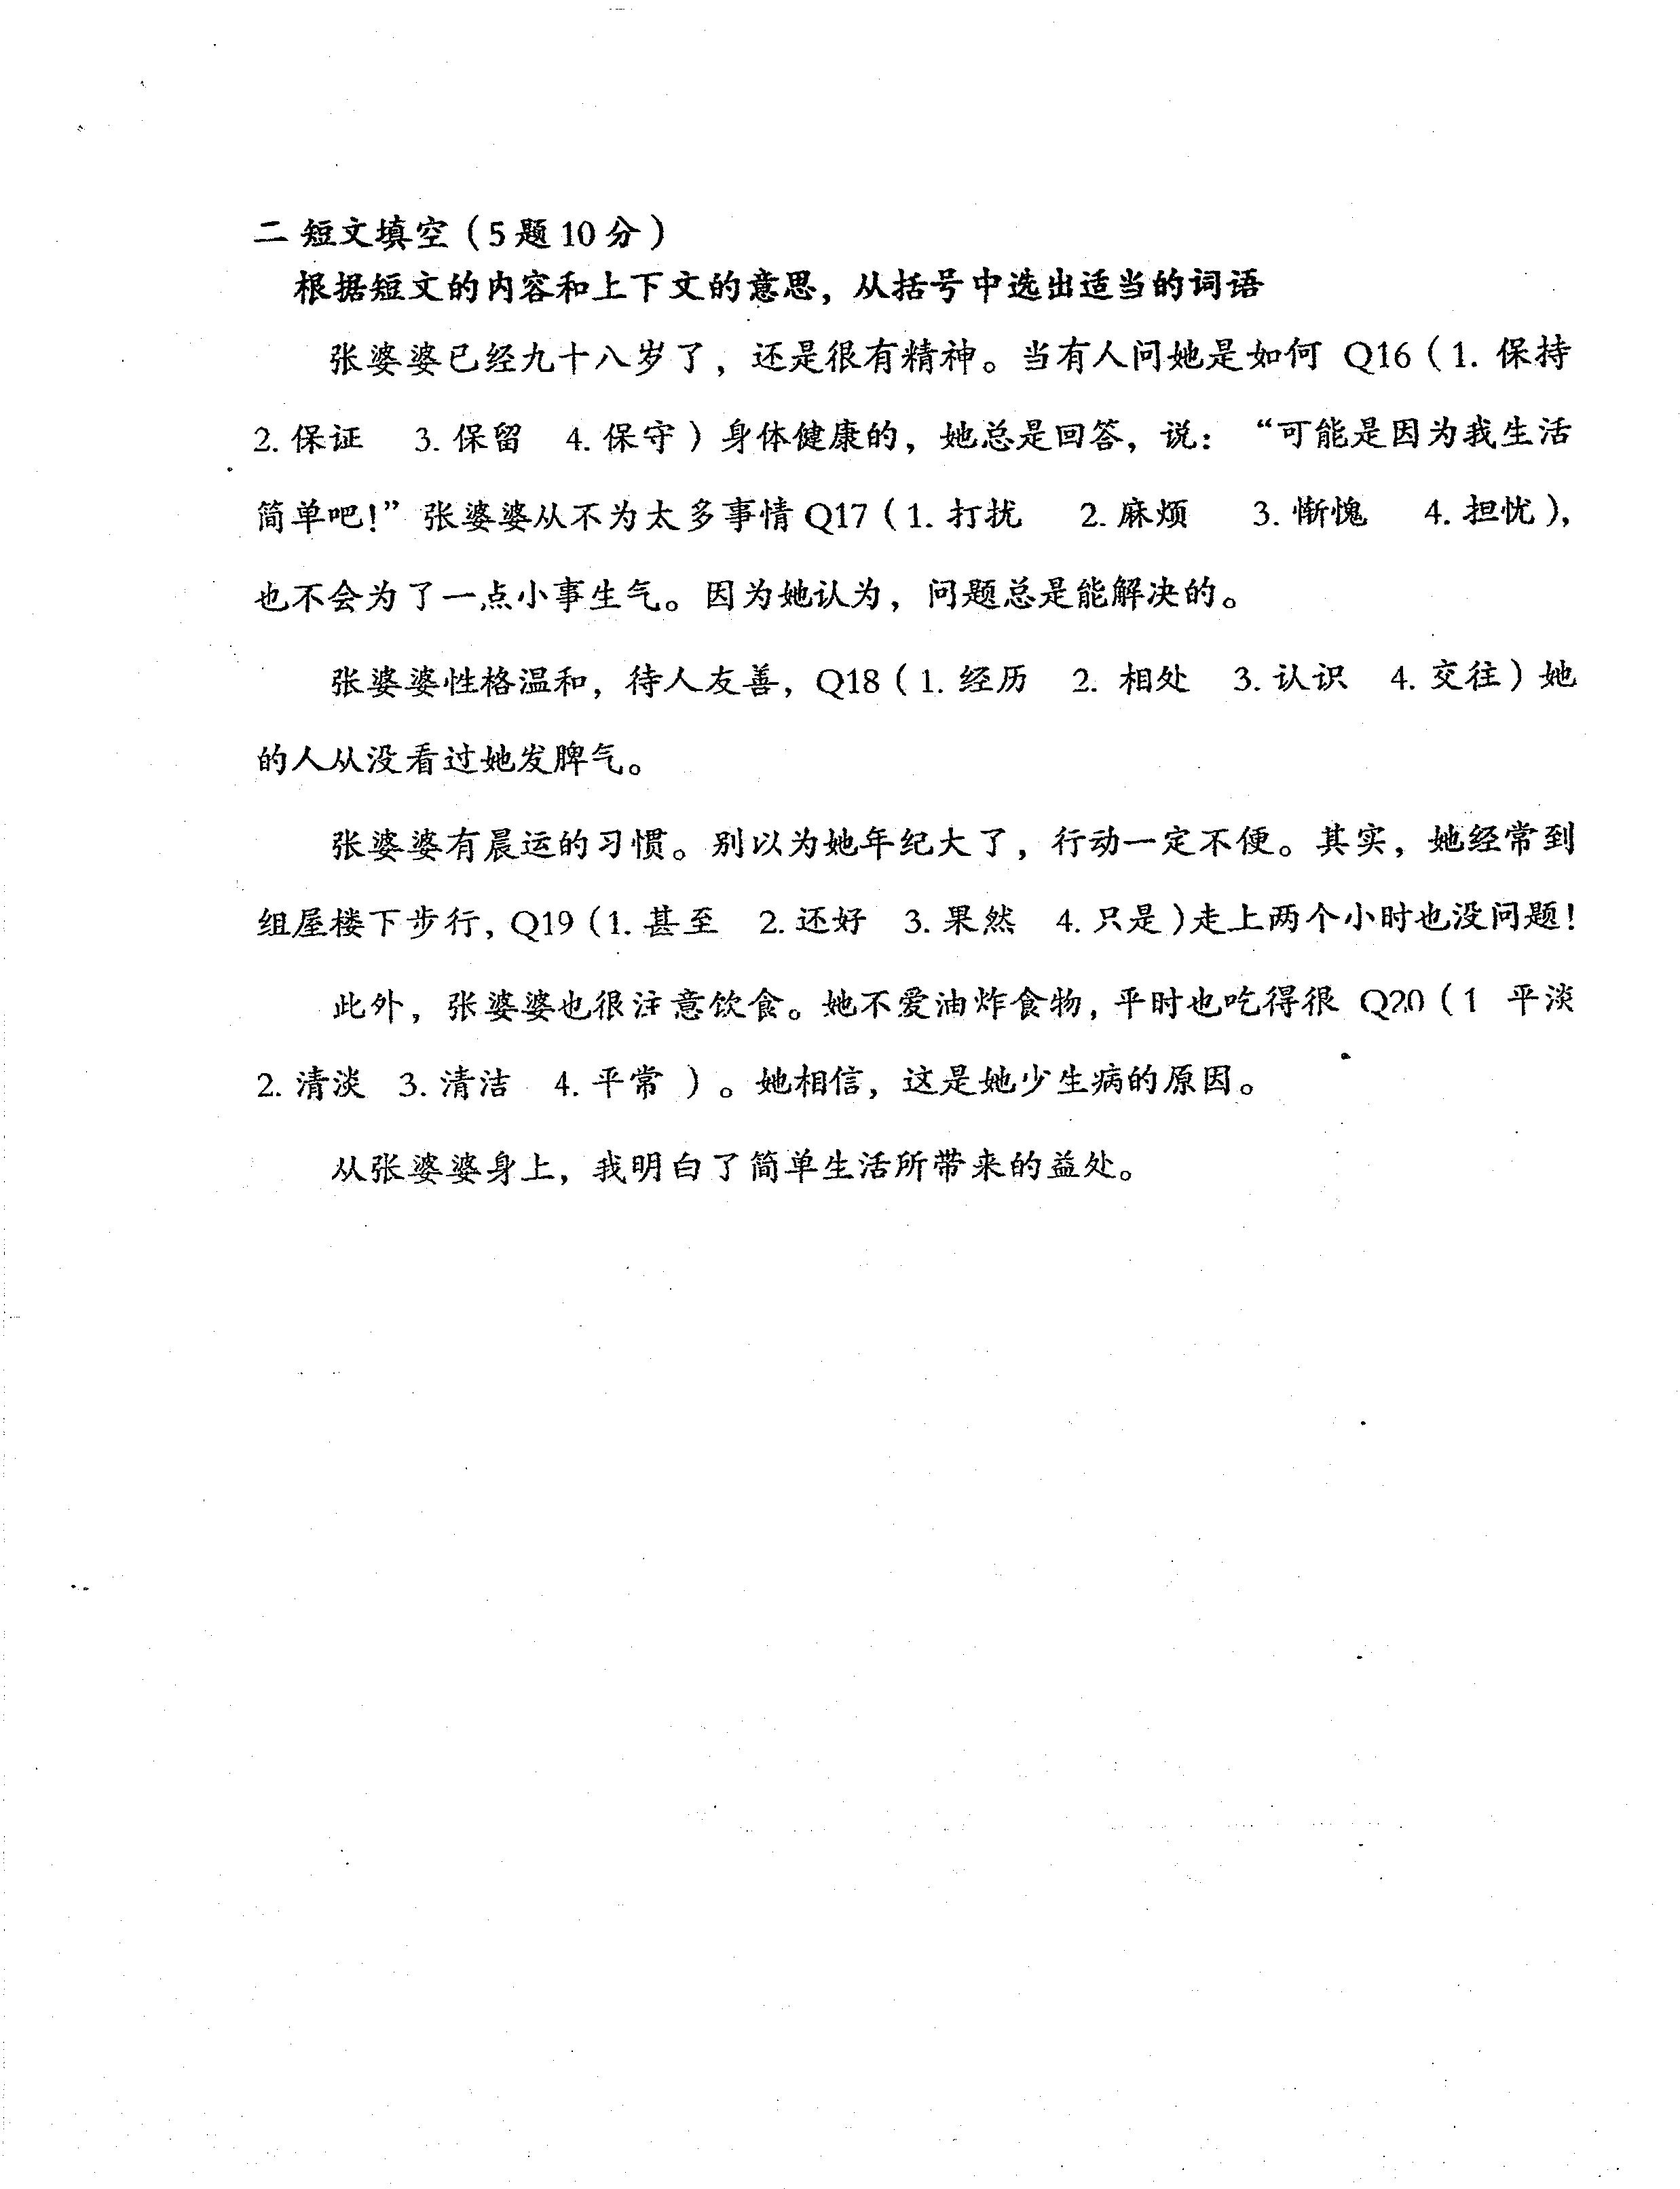 二 短文填空（5题10分）
根据短文的内容和上下文的意思，从括号中选出适当的词语
张婆婆已经九十八岁了，还是很有精神。当有人问她是如何 Q16（1. 保持
2. 保证 3. 保留 4. 保守）身体健康的，她总是回答，说：“可能是因为我生活
简单吧！”张婆婆从不为太多事情Q17（1. 打扰 2. 麻烦 3. 惭愧 4. 担忧），
也不会为了一点小事生气。因为她认为，问题总是能解决的。
张婆婆性格温和，待人友善，Q18（1. 经历 2. 相处 3. 认识 4. 交往）她
的人从没看过她发脾气。
张婆婆有晨运的习惯。别以为她年纪大了，行动一定不便。其实，她经常到
组屋楼下步行，Q19（1. 甚至 2. 还好 3. 果然 4. 只是）走上两个小时也没问题！
此外，张婆婆也很注意饮食。她不爱油炸食物，平时也吃得很 Q20（1 平淡
2. 清淡 3. 清洁 4. 平常 ）。她相信，这是她少生病的原因。
从张婆婆身上，我明白了简单生活所带来的益处。